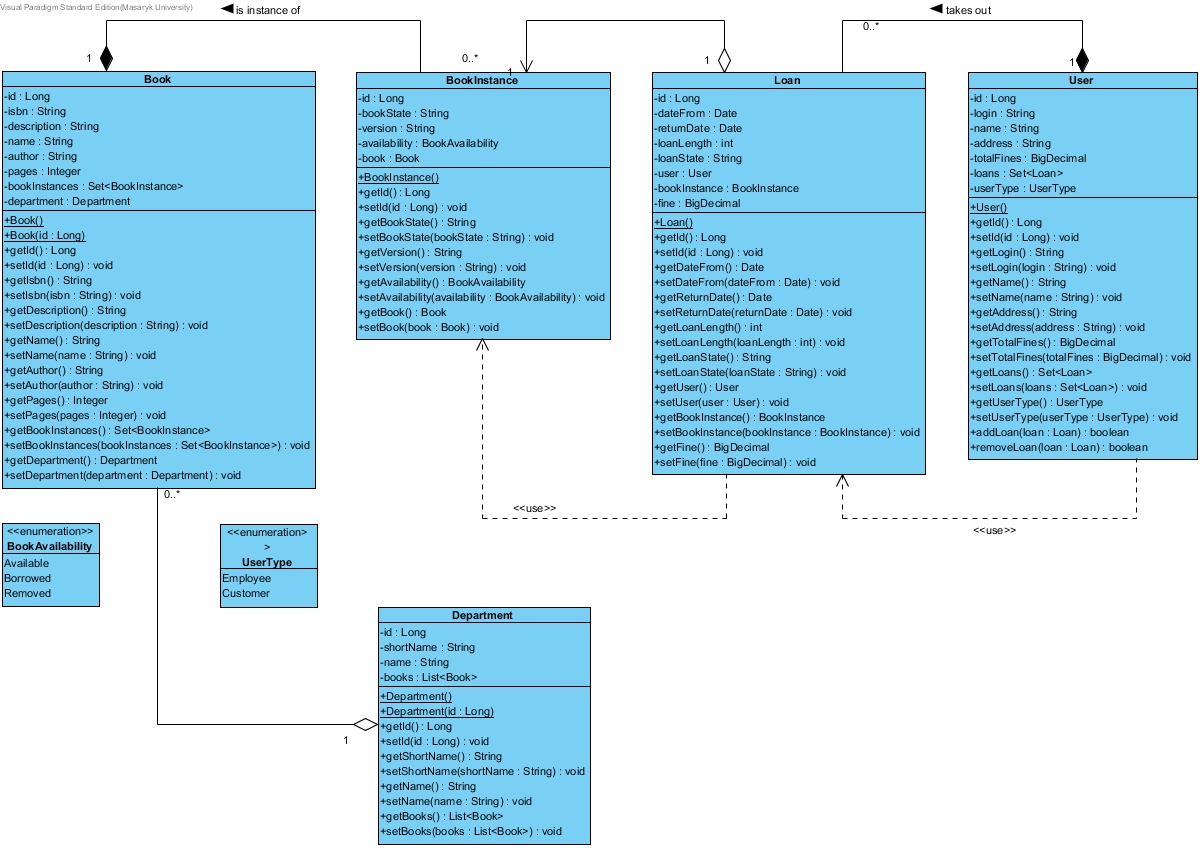 Visual Paradigm Standard Edition(Masaryk University)
is instance of
takes out
0..*
1
0..*
1
1
1
Book
-id : Long
-isbn : String
-description : String
-name : String
-author : String
-pages : Integer
-bookInstances : Set<BookInstance>
-department : Department
+Book()
+Book(id : Long)
+getId() : Long
+setId(id : Long) : void
+getIsbn() : String
+setIsbn(isbn : String) : void
+getDescription() : String
+setDescription(description : String) : void
+getName() : String
+setName(name : String) : void
+getAuthor() : String
+setAuthor(author : String) : void
+getPages() : Integer
+setPages(pages : Integer) : void
+getBookInstances() : Set<BookInstance>
+setBookInstances(bookInstances : Set<BookInstance>) : void
+getDepartment() : Department
+setDepartment(department : Department) : void
BookInstance
-id : Long
-bookState : String
-version : String
-availability : BookAvailability
-book : Book
+BookInstance()
+getId() : Long
+setId(id : Long) : void
+getBookState() : String
+setBookState(bookState : String) : void
+getVersion() : String
+setVersion(version : String) : void
+getAvailability() : BookAvailability
+setAvailability(availability : BookAvailability) : void
+getBook() : Book
+setBook(book : Book) : void
Loan
-id : Long
-dateFrom : Date
-returnDate : Date
-loanLength : int
-loanState : String
-user : User
-bookInstance : BookInstance
-fine : BigDecimal
+Loan()
+getId() : Long
+setId(id : Long) : void
+getDateFrom() : Date
+setDateFrom(dateFrom : Date) : void
+getReturnDate() : Date
+setReturnDate(returnDate : Date) : void
+getLoanLength() : int
+setLoanLength(loanLength : int) : void
+getLoanState() : String
+setLoanState(loanState : String) : void
+getUser() : User
+setUser(user : User) : void
+getBookInstance() : BookInstance
+setBookInstance(bookInstance : BookInstance) : void
+getFine() : BigDecimal
+setFine(fine : BigDecimal) : void
User
-id : Long
-login : String
-name : String
-address : String
-totalFines : BigDecimal
-loans : Set<Loan>
-userType : UserType
+User()
+getId() : Long
+setId(id : Long) : void
+getLogin() : String
+setLogin(login : String) : void
+getName() : String
+setName(name : String) : void
+getAddress() : String
+setAddress(address : String) : void
+getTotalFines() : BigDecimal
+setTotalFines(totalFines : BigDecimal) : void
+getLoans() : Set<Loan>
+setLoans(loans : Set<Loan>) : void
+getUserType() : UserType
+setUserType(userType : UserType) : void
+addLoan(loan : Loan) : boolean
+removeLoan(loan : Loan) : boolean
0..*
<<use>>
<<use>>
<<enumeration>>
BookAvailability
Available
Borrowed
Removed
<<enumeration>
>
UserType
Employee
Customer
1
Department
-id : Long
-shortName : String
-name : String
-books : List<Book>
+Department()
+Department(id : Long)
+getId() : Long
+setId(id : Long) : void
+getShortName() : String
+setShortName(shortName : String) : void
+getName() : String
+setName(name : String) : void
+getBooks() : List<Book>
+setBooks(books : List<Book>) : void